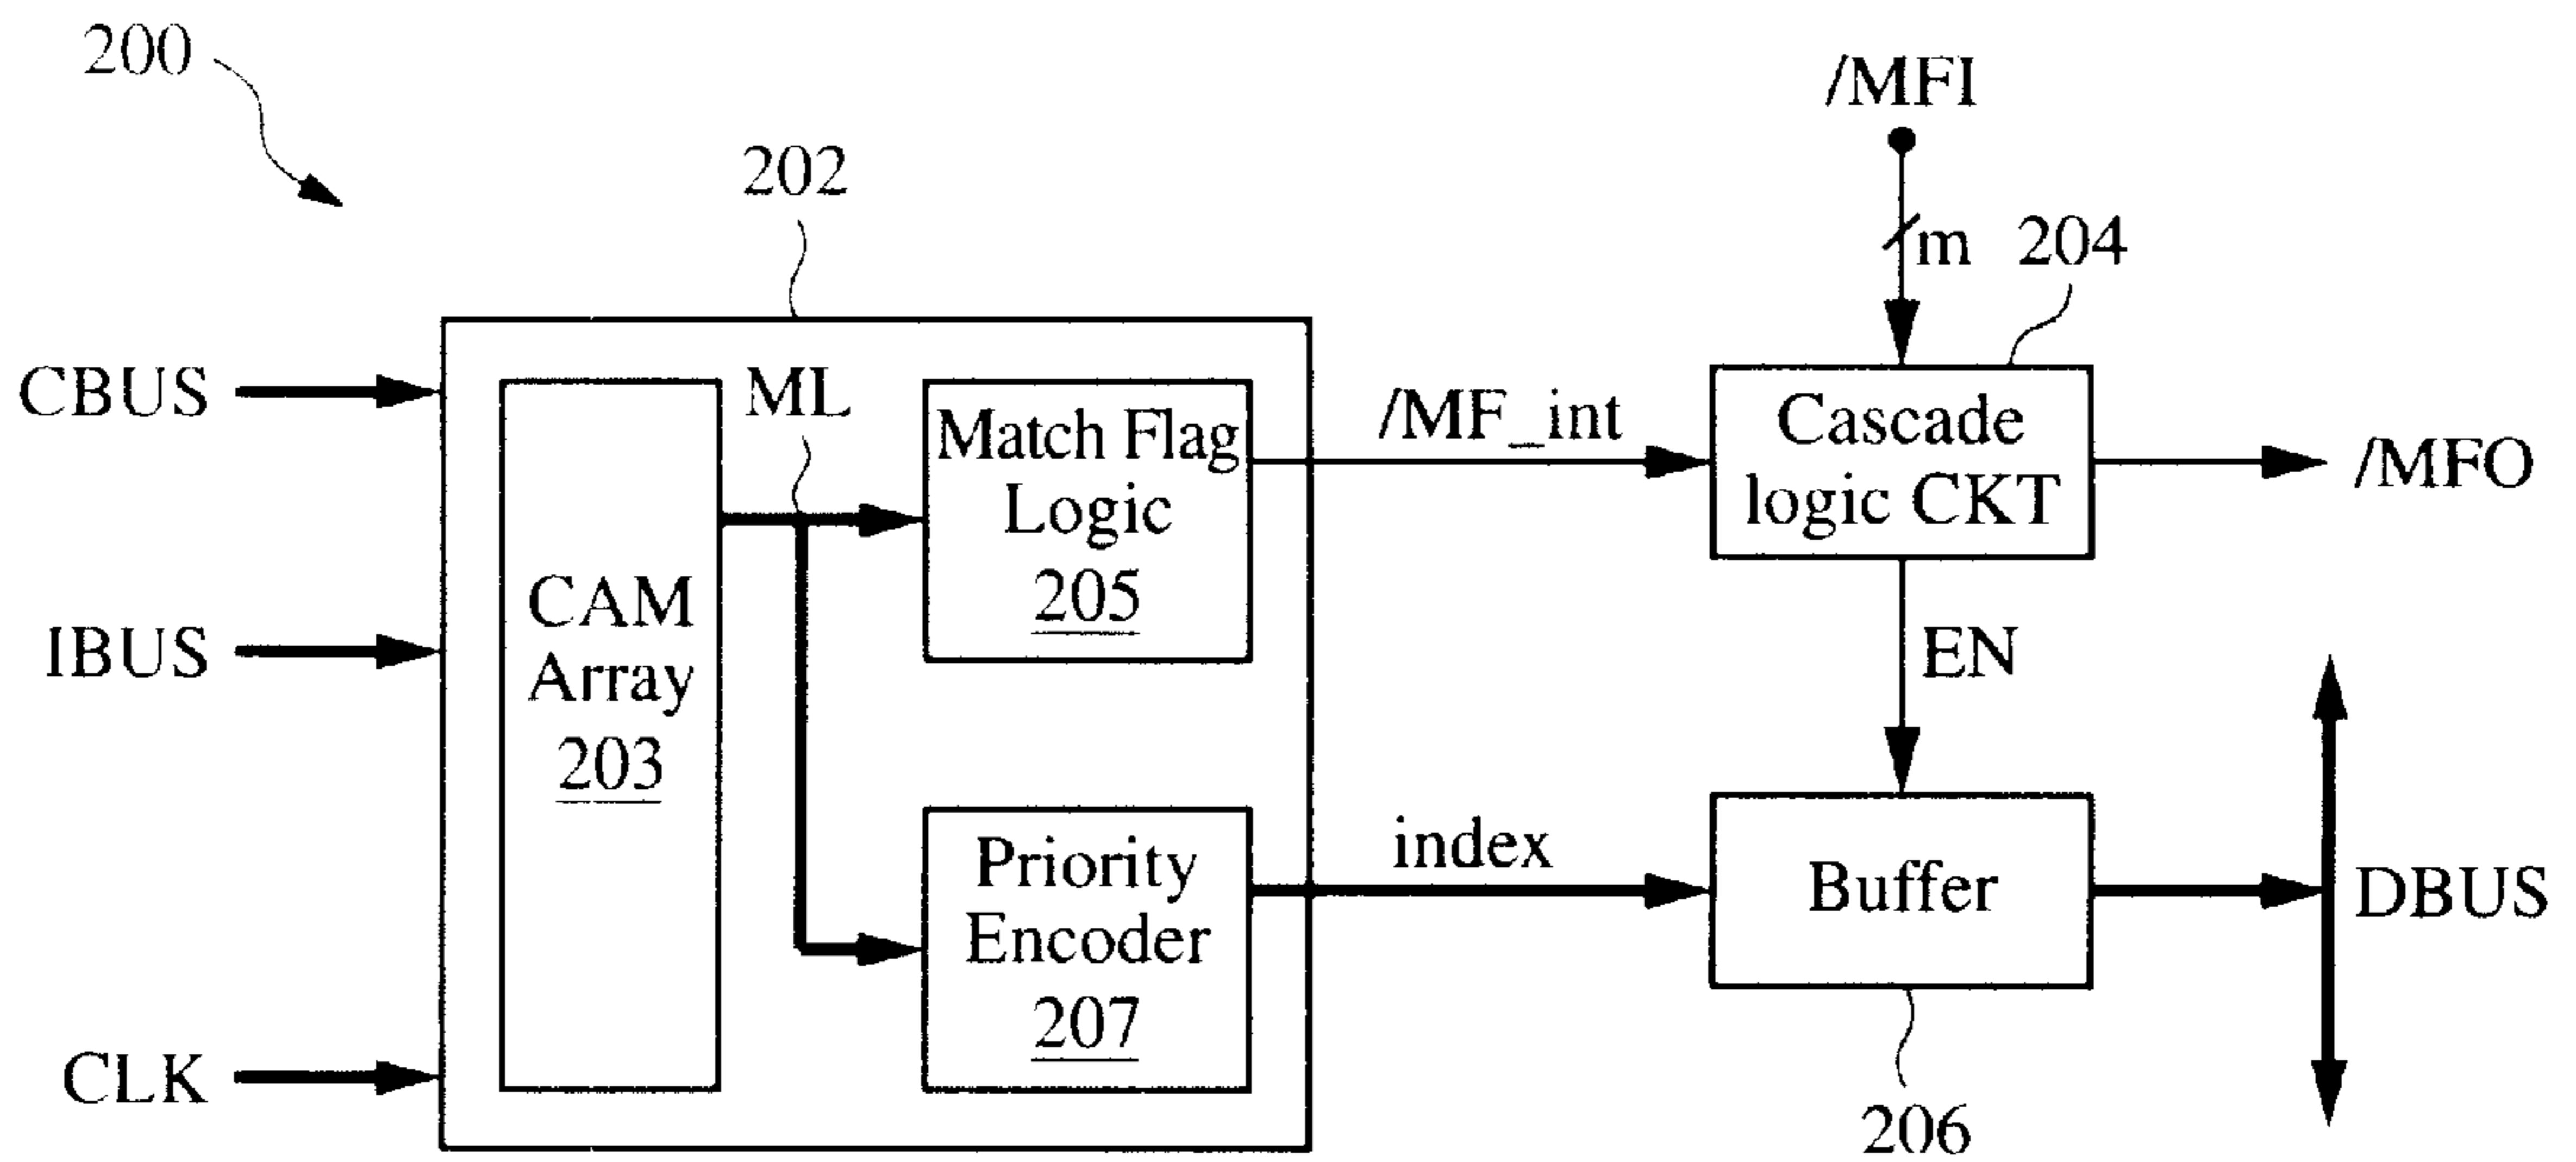 200
/MFI
202
m
204
CBUS
ML
Match Flag
Logic
205
/MF_int
Cascade
logic CKT
/MFO
IBUS
CAM
Array
203
EN
Priority
Encoder
207
index
Buffer
DBUS
CLK
206